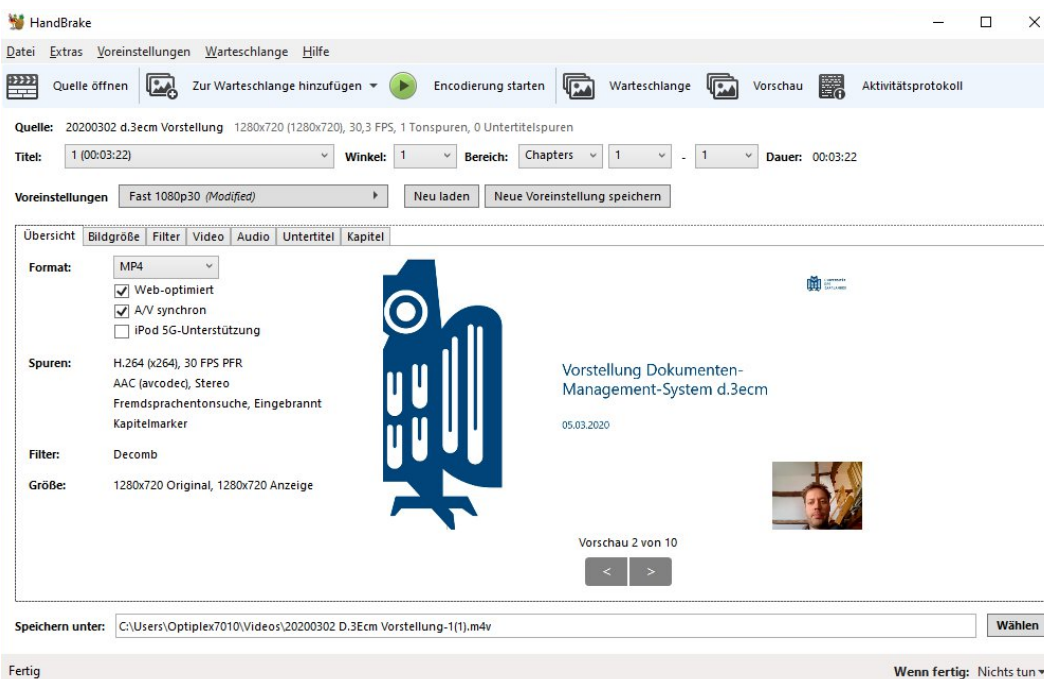 HandBrake
Datei Extras Voreinstellungen Warteschlange Hilfe
Quelle öffnen Zur Warteschlange hinzufügen Encodierung starten Warteschlange Vorschau Aktivitätsprotokoll
Quelle: 20200302 d.3ecm Vorstellung 1280x720 (1280x720), 30,3 FPS, 1 Tonspuren, 0 Untertitelspuren
Titel: 1 (00:03:22) Winkel: 1 Bereich: Chapters 1 - 1 Dauer: 00:03:22
Voreinstellungen Fast 1080p30 (Modified) Neu laden Neue Voreinstellung speichern
Übersicht Bildgröße Filter Video Audio Untertitel Kapitel
Format: MP4
Web-optimiert
A/V synchron
iPod 5G-Unterstützung
Spuren: H.264 (x264), 30 FPS PFR
AAC (avcodec), Stereo
Fremdsprachentonsuche, Eingebrannt
Kapitelmarker
Filter: Decomb
Größe: 1280x720 Original, 1280x720 Anzeige
Vorstellung Dokumenten-
Management-System d.3ecm
05.03.2020
Vorschau 2 von 10
< >
Speichern unter: C:\Users\Optiplex7010\Videos\20200302 D.3Ecm Vorstellung-1(1).m4v Wählen
Fertig Wenn fertig: Nichts tun